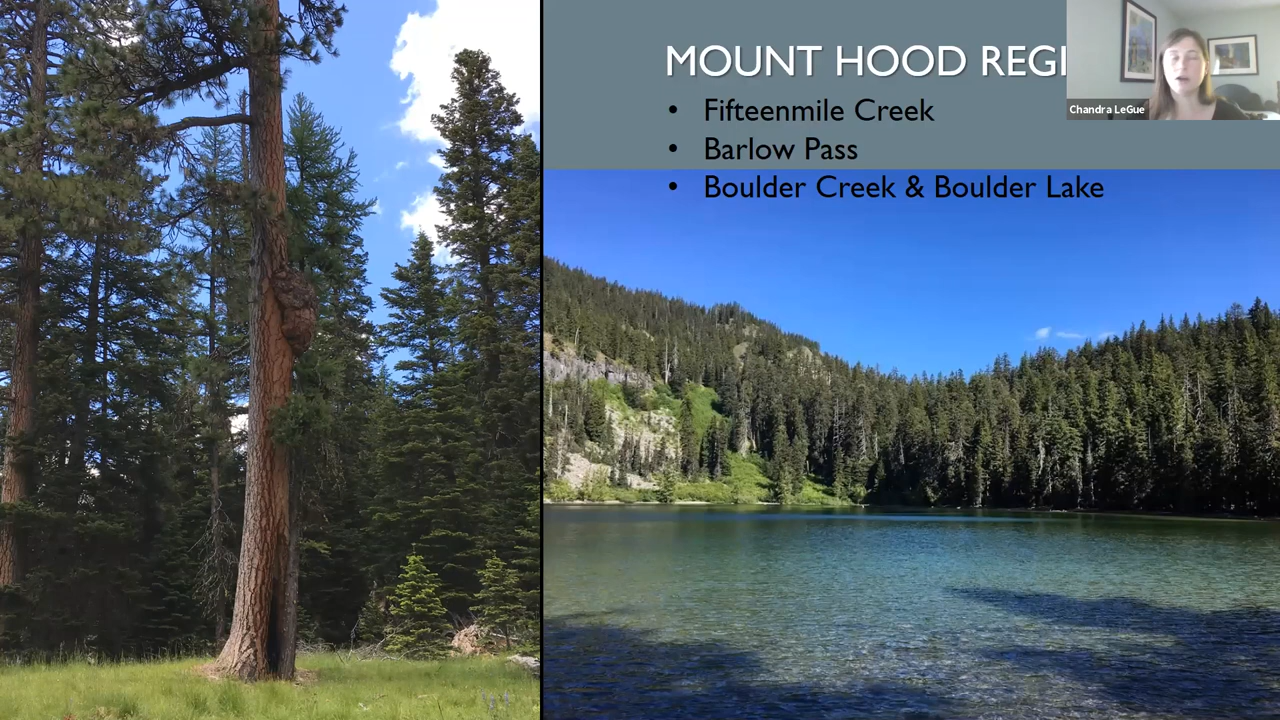 MOUNT HOOD REGI
• Fifteenmile Creek
• Barlow Pass
• Boulder Creek & Boulder Lake
Chandra LeGue